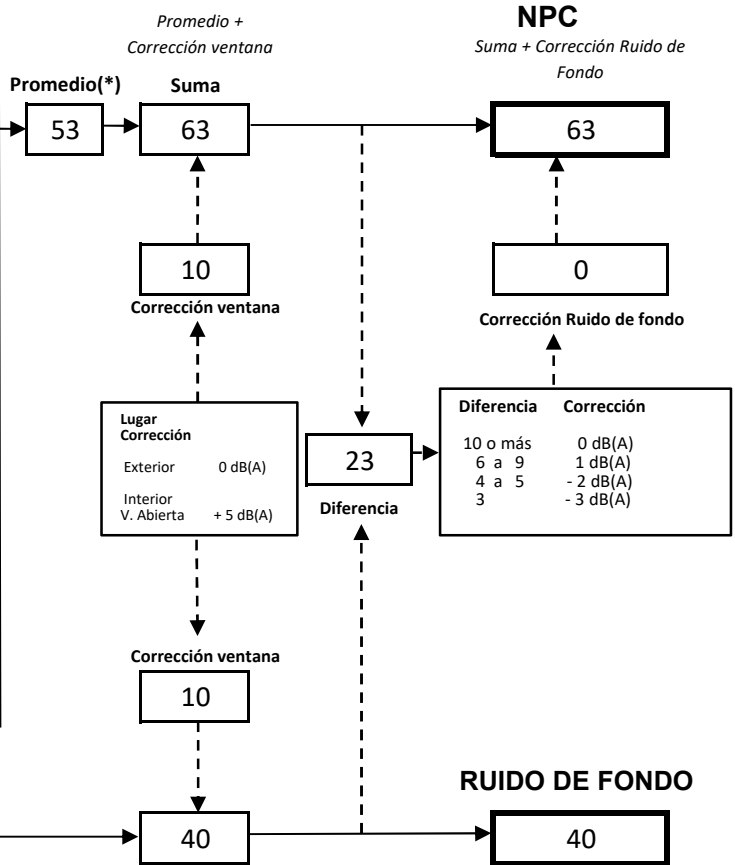 Promedio +
Corrección ventana
NPC
Suma + Corrección Ruido de
Fondo
Promedio(*)
Suma
53
63
63
10
0
Corrección ventana
Corrección Ruido de fondo
Lugar
Corrección
Exterior 0 dB(A)
Interior
V. Abierta + 5 dB(A)
23
Diferencia
Diferencia Corrección
10 o más 0 dB(A)
6 a 9 1 dB(A)
4 a 5 - 2 dB(A)
3 - 3 dB(A)
Corrección ventana
10
RUIDO DE FONDO
40
40